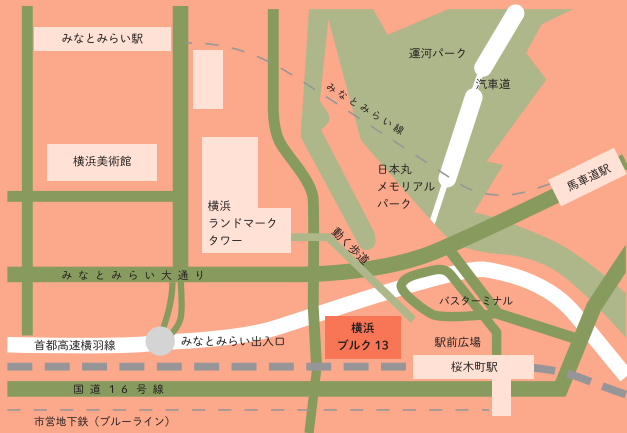 みなとみらい駅
運河パーク
汽車道
みなとみらい線
横浜美術館
日本丸
メモリアル
パーク
馬車道駅
横浜
ランドマーク
タワー
動く歩道
みなとみらい大通り
バスターミナル
首都高速横羽線
みなとみらい出入口
横浜
ブルク13
駅前広場
桜木町駅
国道16号線
市営地下鉄（ブルーライン）